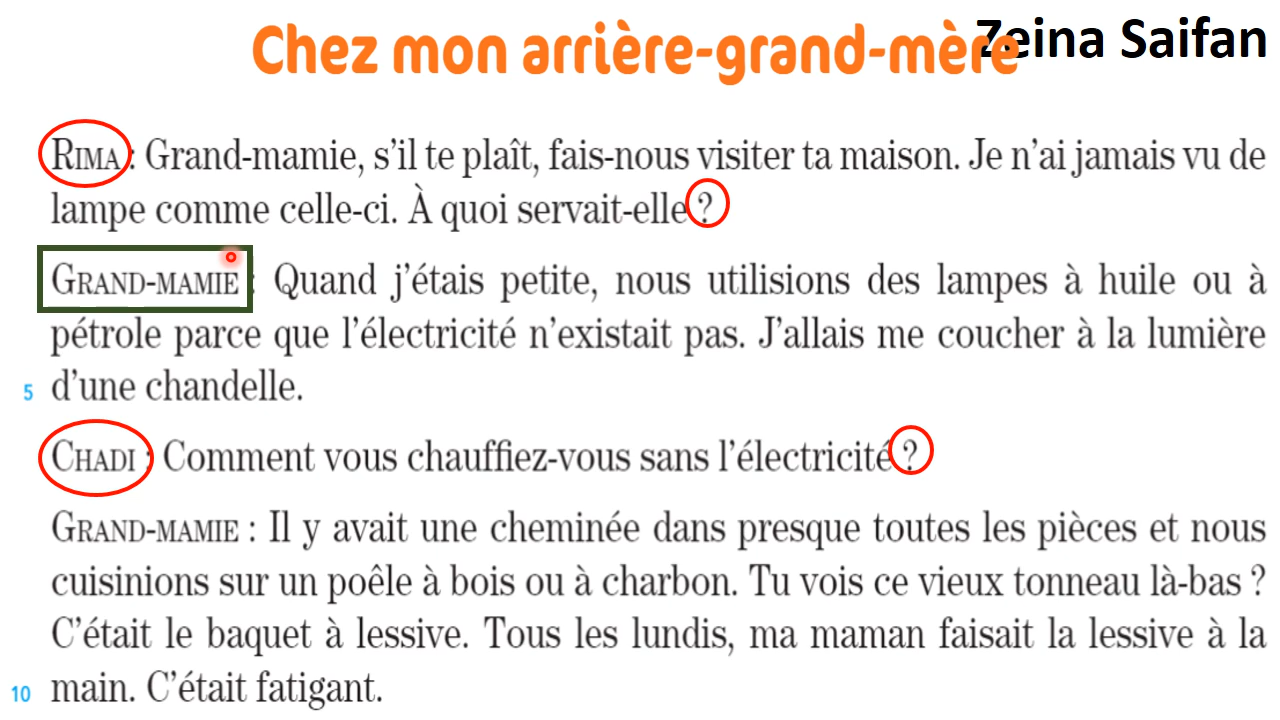 Chez mon arrière-grand-mère
Zeina Saifan
RIMA : Grand-mamie, s'il te plaît, fais-nous visiter ta maison. Je n'ai jamais vu de
lampe comme celle-ci. À quoi servait-elle ?
GRAND-MAMIE : Quand j'étais petite, nous utilisions des lampes à huile ou à
pétrole parce que l'électricité n'existait pas. J'allais me coucher à la lumière
5 d'une chandelle.
CHADI : Comment vous chauffiez-vous sans l'électricité ?
GRAND-MAMIE : Il y avait une cheminée dans presque toutes les pièces et nous
cuisinions sur un poêle à bois ou à charbon. Tu vois ce vieux tonneau là-bas ?
C'était le baquet à lessive. Tous les lundis, ma maman faisait la lessive à la
10 main. C'était fatigant.